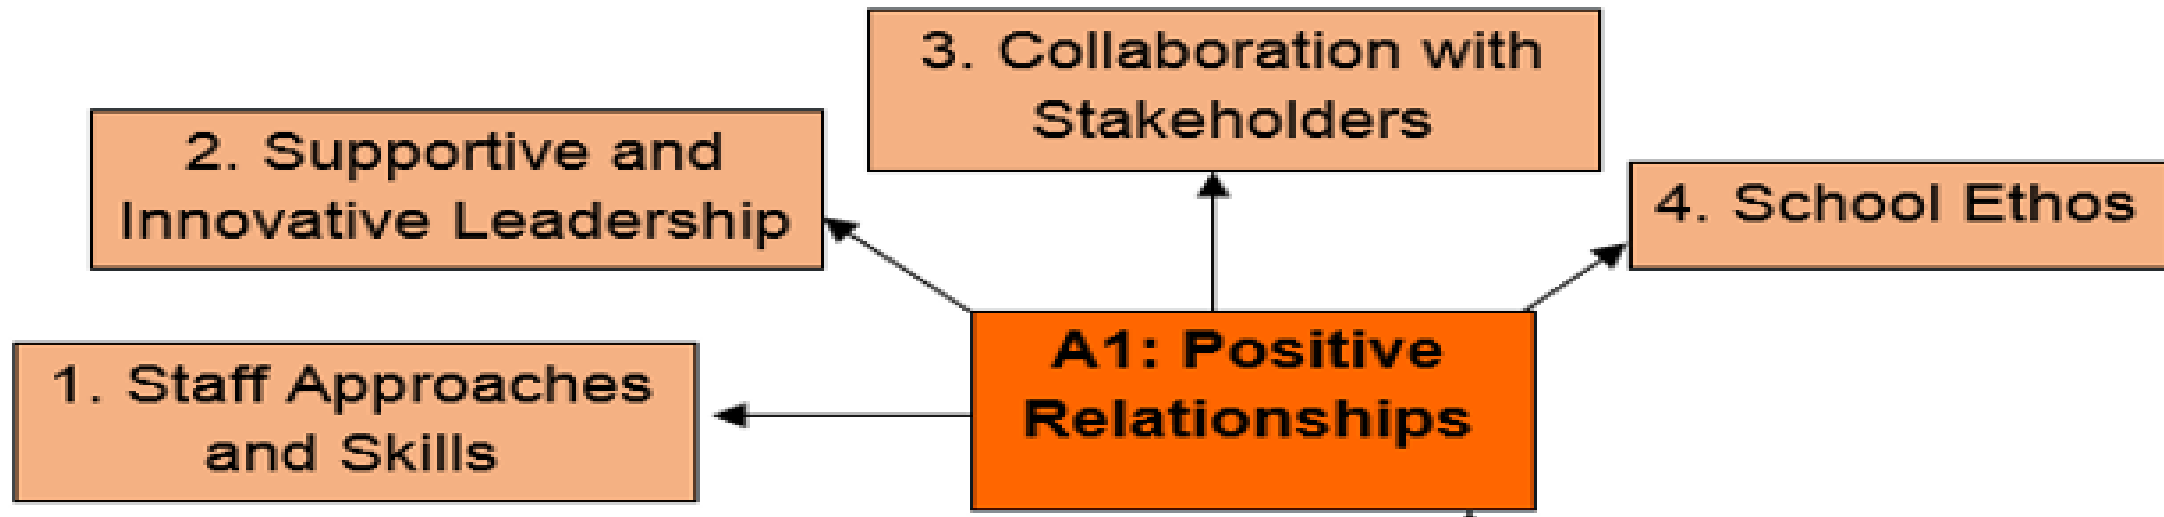 3. Collaboration with
Stakeholders
2. Supportive and
Innovative Leadership
4. School Ethos
A1: Positive
Relationships
1. Staff Approaches
and Skills